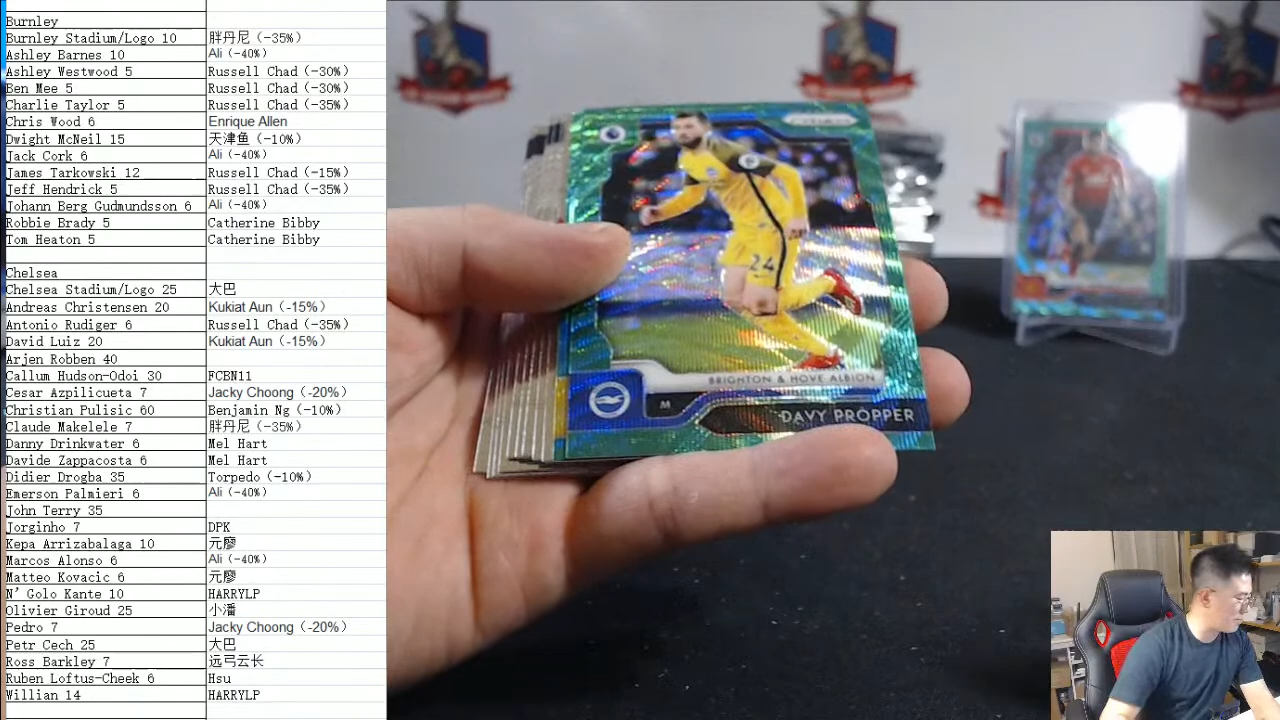 Burnley
Burnley Stadium/Logo 10 胖丹尼（-35%）
Ashley Barnes 10 Ali（-40%）
Ashley Westwood 5 Russell Chad（-30%）
Ben Mee 5 Russell Chad（-30%）
Charlie Taylor 5 Russell Chad（-35%）
Chris Wood 6 Enrique Allen
Dwight McNeil 15 天津鱼（-10%）
Jack Cork 6 Ali（-40%）
James Tarkowski 12 Russell Chad（-15%）
Jeff Hendrick 5 Russell Chad（-35%）
Johann Berg Gudmundsson 6 Ali（-40%）
Robbie Brady 5 Catherine Bibby
Tom Heaton 5 Catherine Bibby
Chelsea
Chelsea Stadium/Logo 25 大巴
Andreas Christensen 20 Kukiat Aun（-15%）
Antonio Rudiger 6 Russell Chad（-35%）
David Luiz 20 Kukiat Aun（-15%）
Arjen Robben 40
Callum Hudson-Odoi 30 FCBN11
Cesar Azpilicueta 7 Jacky Choong（-20%）
Christian Pulisic 60 Benjamin Ng（-10%）
Claude Makelele 7 胖丹尼（-35%）
Danny Drinkwater 6 Mel Hart
Davide Zappacosta 6 Mel Hart
Didier Drogba 35 Torpedo（-10%）
Emerson Palmieri 6 Ali（-40%）
John Terry 35
Jorginho 7 DPK
Kepa Arrizabalaga 10 元廖
Marcos Alonso 6 Ali（-40%）
Matteo Kovacic 6 元廖
N' Golo Kante 10 HARRYLP
Olivier Giroud 25 小潘
Pedro 7 Jacky Choong（-20%）
Petr Cech 25 大巴
Ross Barkley 7 远弓云长
Ruben Loftus-Cheek 6 Hsu
Willian 14 HARRYLP
24
BRIGHTON & HOVE ALBION
M
DAVY PROPPER